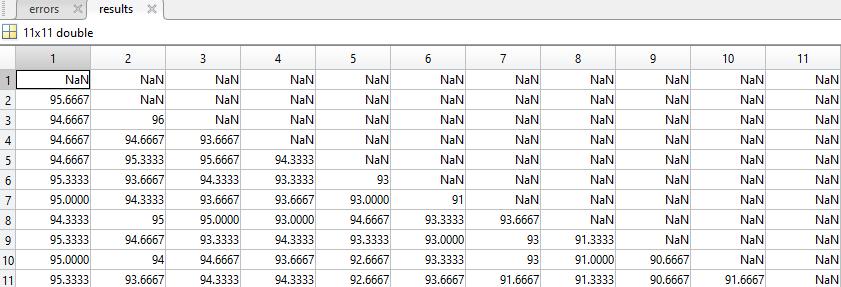 errors results
11x11 double
1 2 3 4 5 6 7 8 9 10 11
1 NaN NaN NaN NaN NaN NaN NaN NaN NaN NaN NaN
2 95.6667 NaN NaN NaN NaN NaN NaN NaN NaN NaN NaN
3 94.6667 96 NaN NaN NaN NaN NaN NaN NaN NaN NaN
4 94.6667 94.6667 93.6667 NaN NaN NaN NaN NaN NaN NaN NaN
5 94.6667 95.3333 95.6667 94.3333 NaN NaN NaN NaN NaN NaN NaN
6 95.3333 93.6667 94.3333 93.3333 93 NaN NaN NaN NaN NaN NaN
7 95.0000 94.3333 93.6667 93.6667 93.0000 91 NaN NaN NaN NaN NaN
8 94.3333 95 95.0000 93.0000 94.6667 93.3333 93.6667 NaN NaN NaN NaN
9 95.3333 94.6667 93.3333 94.3333 93.3333 93.0000 93 91.3333 NaN NaN NaN
10 95.0000 94 94.6667 93.6667 92.6667 93.3333 93 91.0000 90.6667 NaN NaN
11 95.3333 93.6667 94.3333 94.3333 92.6667 93.6667 91.6667 91.3333 90.6667 91.6667 NaN